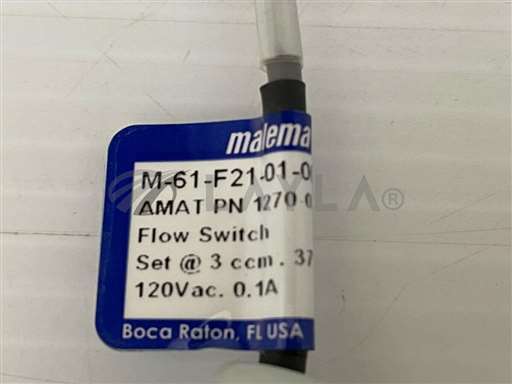 malema
M-61-F21-01-0
AMAT PN 1270-0
Flow Switch
Set @ 3 ccm. 37
120Vac. 0.1A
Boca Raton, FL USA